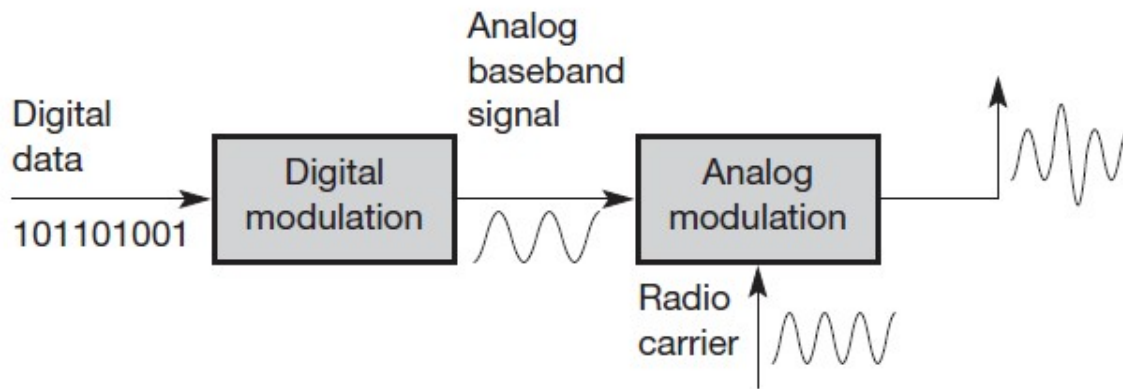 Digital
data
101101001
Digital
modulation
Analog
baseband
signal
Analog
modulation
Radio
carrier